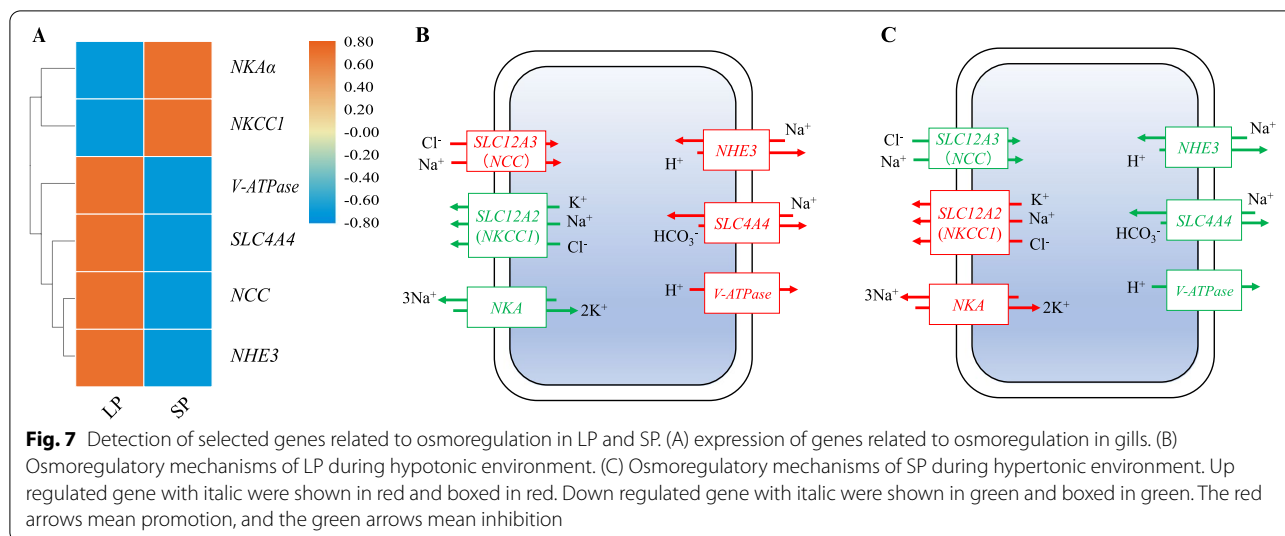 A
NKAα
NKCC1
V-ATPase
SLC4A4
NCC
NHE3
LP
SP
0.80
0.60
0.40
0.20
-0.00
-0.20
-0.40
-0.60
-0.80
B
Cl⁻
Na⁺
SLC12A3
(NCC)
SLC12A2
(NKCC1)
K⁺
Na⁺
Cl⁻
3Na⁺
NKA
2K⁺
Na⁺
NHE3
H⁺
Na⁺
SLC4A4
HCO₃⁻
H⁺
V-ATPase
C
Cl⁻
Na⁺
SLC12A3
(NCC)
SLC12A2
(NKCC1)
K⁺
Na⁺
Cl⁻
3Na⁺
NKA
2K⁺
Na⁺
NHE3
H⁺
Na⁺
SLC4A4
HCO₃⁻
H⁺
V-ATPase
Fig. 7 Detection of selected genes related to osmoregulation in LP and SP. (A) expression of genes related to osmoregulation in gills. (B)
Osmoregulatory mechanisms of LP during hypotonic environment. (C) Osmoregulatory mechanisms of SP during hypertonic environment. Up
regulated gene with italic were shown in red and boxed in red. Down regulated gene with italic were shown in green and boxed in green. The red
arrows mean promotion, and the green arrows mean inhibition